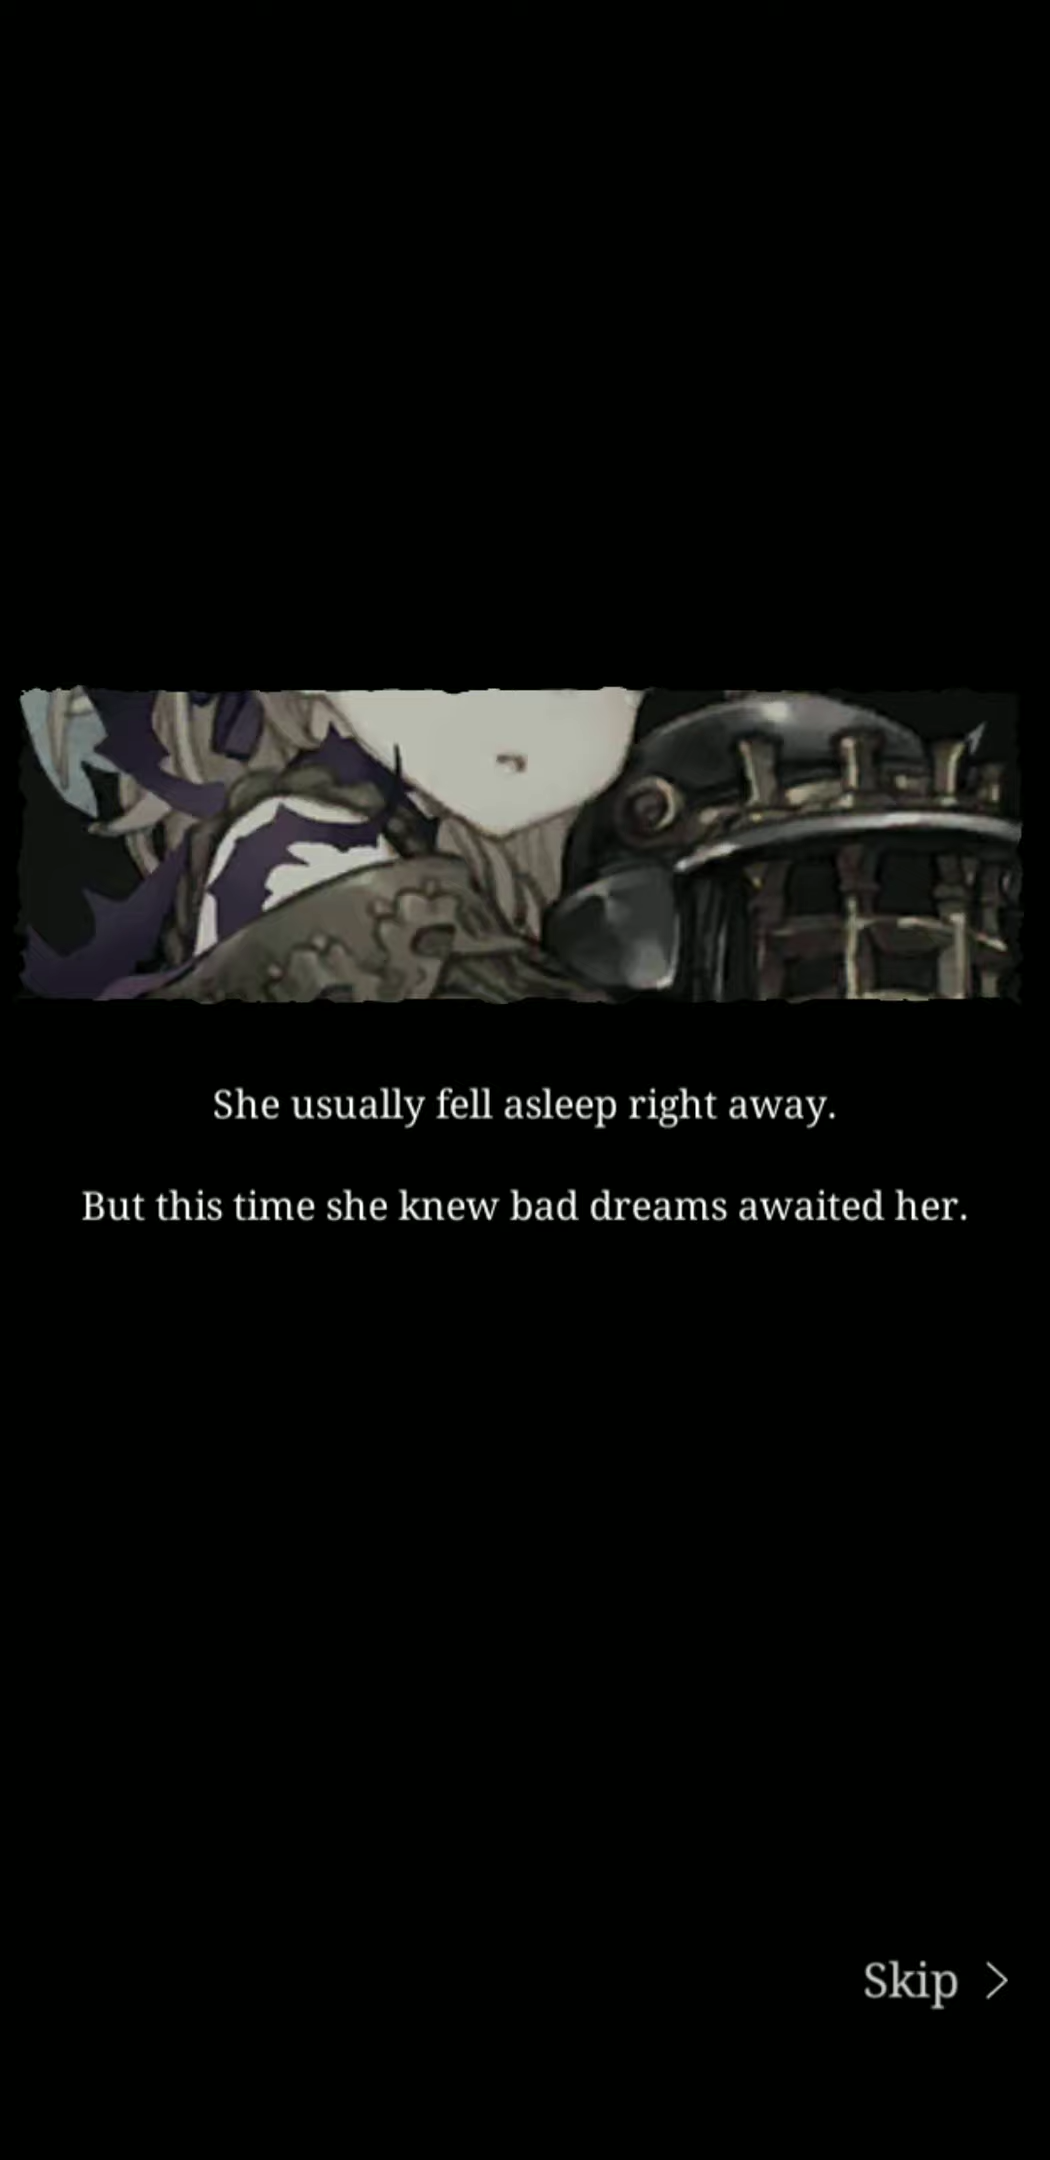 She usually fell asleep right away.
But this time she knew bad dreams awaited her.
Skip >